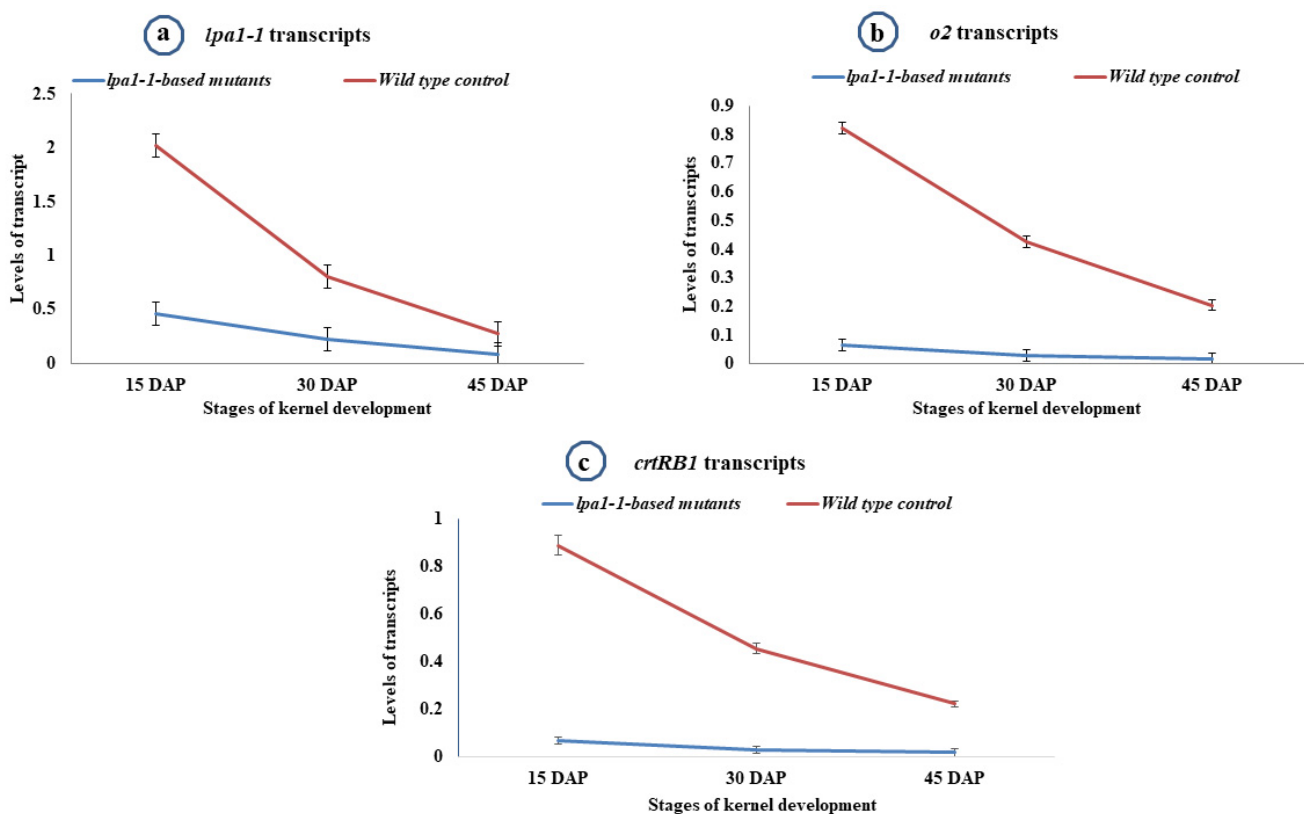 a lpa1-1 transcripts
lpa1-1-based mutants Wild type control
2.5
2
1.5
1
0.5
0
Levels of transcript
15 DAP 30 DAP 45 DAP
Stages of kernel development
b o2 transcripts
lpa1-1-based mutants Wild type control
0.9
0.8
0.7
0.6
0.5
0.4
0.3
0.2
0.1
0
Levels of transcripts
15 DAP 30 DAP 45 DAP
Stages of kernel development
c crtRB1 transcripts
lpa1-1-based mutants Wild type control
1
0.8
0.6
0.4
0.2
0
Levels of transcripts
15 DAP 30 DAP 45 DAP
Stages of kernel development